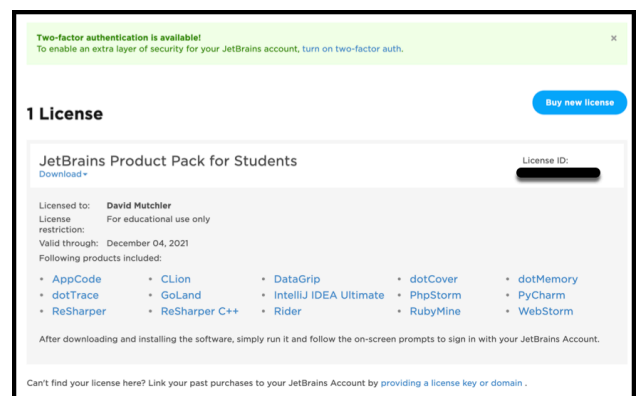 Two-factor authentication is available!
To enable an extra layer of security for your JetBrains account, turn on two-factor auth.
×
Buy new license
1 License
JetBrains Product Pack for Students
Download
License ID:
Licensed to: David Mutchler
License restriction: For educational use only
Valid through: December 04, 2021
Following products included:
• AppCode • CLion • DataGrip • dotCover • dotMemory
• dotTrace • GoLand • IntelliJ IDEA Ultimate • PhpStorm • PyCharm
• ReSharper • ReSharper C++ • Rider • RubyMine • WebStorm
After downloading and installing the software, simply run it and follow the on-screen prompts to sign in with your JetBrains Account.
Can't find your license here? Link your past purchases to your JetBrains Account by providing a license key or domain .